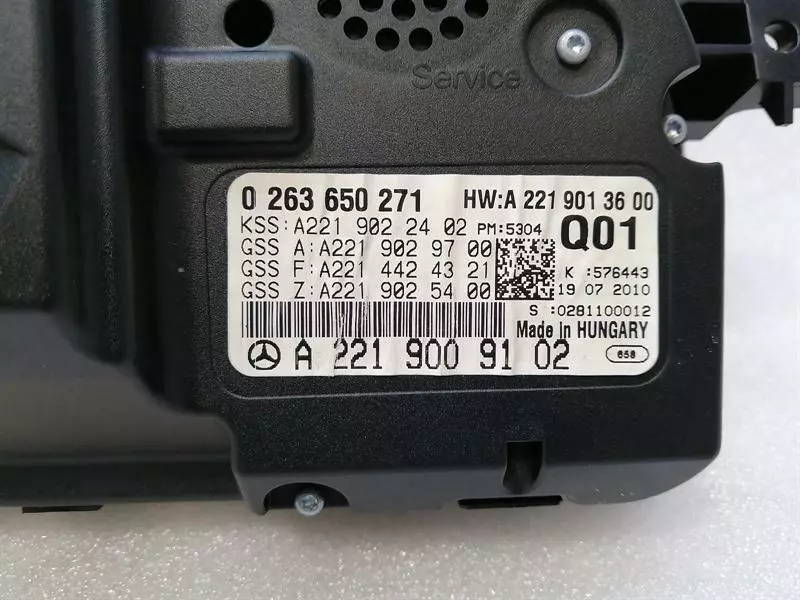 Service
0 263 650 271 HW:A 221 901 36 00
KSS:A221 902 24 02 PM:5304 Q01
GSS A:A221 902 97 00
GSS F:A221 442 43 21 K :576443
GSS Z:A221 902 54 00 19 07 2010
S :0281100012
Made in HUNGARY
A 221 900 91 02 658